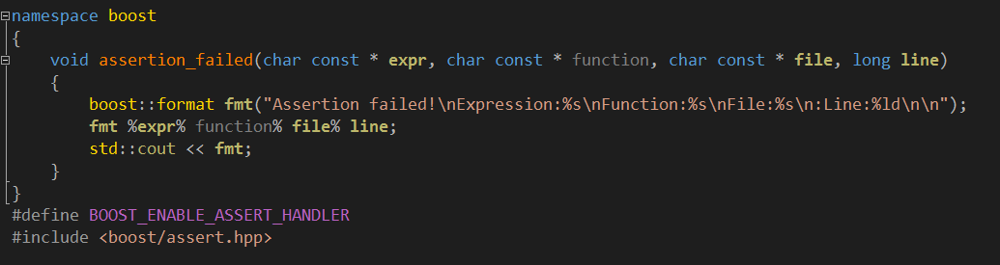 namespace boost
{
    void assertion_failed(char const * expr, char const * function, char const * file, long line)
    {
        boost::format fmt("Assertion failed!\nExpression:%s\nFunction:%s\nFile:%s\n:Line:%ld\n\n");
        fmt %expr% function% file% line;
        std::cout << fmt;
    }
}
#define BOOST_ENABLE_ASSERT_HANDLER
#include <boost/assert.hpp>